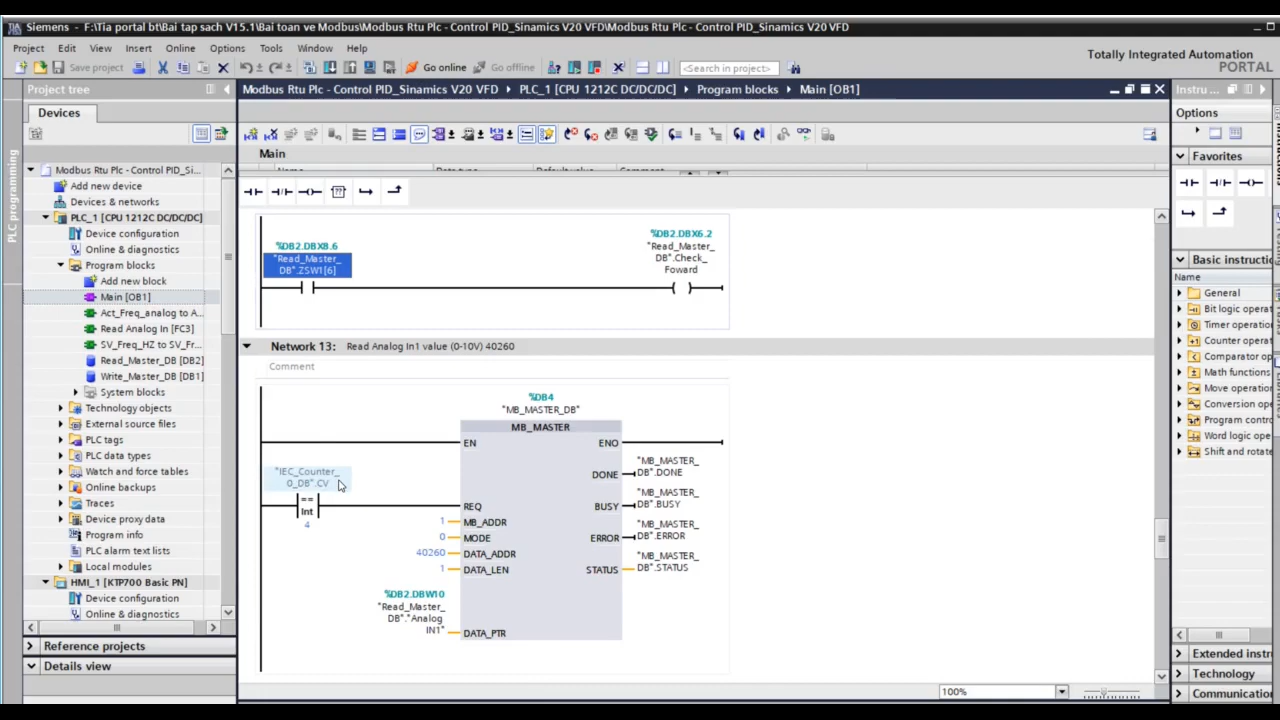 Siemens - F:\Tia portal bt\Bai tap sach V15.1\Bai toan ve Modbus\Modbus Rtu Plc - Control PID_Sinamics V20 VFD\Modbus Rtu Plc - Control PID_Sinamics V20 VFD
Project Edit View Insert Online Options Tools Window Help
Totally Integrated Automation
PORTAL
Save project
Go online
Go offline
<Search in project>
Project tree
Modbus Rtu Plc - Control PID_Sinamics V20 VFD
PLC_1 [CPU 1212C DC/DC/DC]
Program blocks
Main [OB1]
Instru...
Devices
Options
PLC programming
Main
Favorites
Modbus Rtu Plc - Control PID_Si...
Add new device
Devices & networks
PLC_1 [CPU 1212C DC/DC/DC]
Device configuration
Online & diagnostics
Program blocks
Add new block
Main [OB1]
Act_Freq_analog to A...
Read Analog In [FC3]
SV_Freq_HZ to SV_Fr...
Read_Master_DB [DB2]
Write_Master_DB [DB1]
System blocks
Technology objects
External source files
PLC tags
PLC data types
Watch and force tables
Online backups
Traces
Device proxy data
Program info
PLC alarm text lists
Local modules
HMI_1 [KTP700 Basic PN]
Device configuration
Online & diagnostics
Reference projects
Details view
%DB2.DBX8.6
"Read_Master_
DB".ZSW1[6]
%DB2.DBX6.2
"Read_Master_
DB".Check_
Foward
Network 13: Read Analog In1 value (0-10V) 40260
Comment
%DB4
"MB_MASTER_DB"
MB_MASTER
EN
ENO
"IEC_Counter_
0_DB".CV
==
Int
4
REQ
1 MB_ADDR
0 MODE
40260 DATA_ADDR
1 DATA_LEN
%DB2.DBW10
"Read_Master_
DB"."Analog
IN1"
DATA_PTR
DONE
"MB_MASTER_
DB".DONE
BUSY
"MB_MASTER_
DB".BUSY
ERROR
"MB_MASTER_
DB".ERROR
STATUS
"MB_MASTER_
DB".STATUS
100%
Basic instructio
Name
General
Bit logic operat
Timer operatio
Counter operat
Comparator op
Math functions
Move operation
Conversion ope
Program contro
Word logic ope
Shift and rotate
Extended instr
Technology
Communication